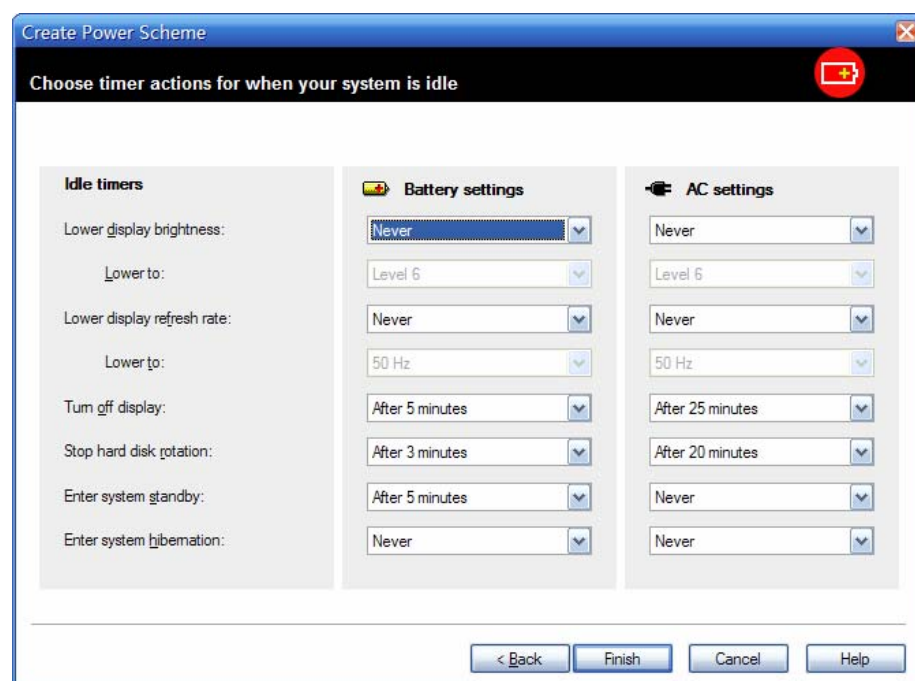 Create Power Scheme
Choose timer actions for when your system is idle
Idle timers Battery settings AC settings
Lower display brightness: Never Never
Lower to: Level 6 Level 6
Lower display refresh rate: Never Never
Lower to: 50 Hz 50 Hz
Turn off display: After 5 minutes After 25 minutes
Stop hard disk rotation: After 3 minutes After 20 minutes
Enter system standby: After 5 minutes Never
Enter system hibernation: Never Never
< Back Finish Cancel Help